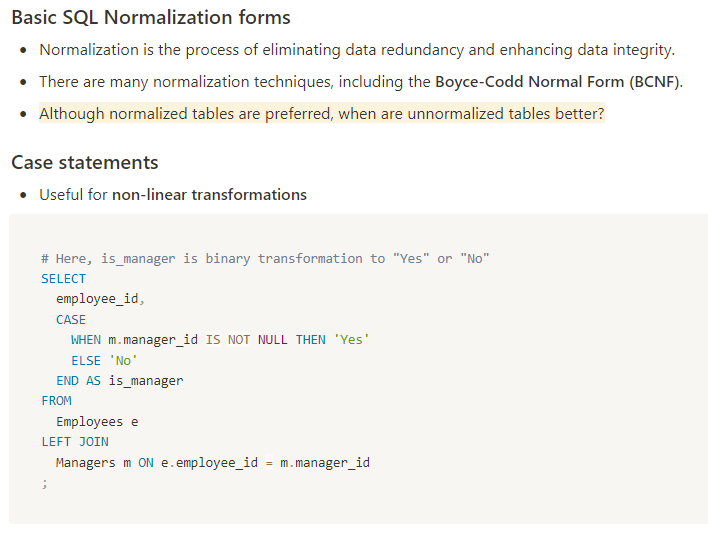 Basic SQL Normalization forms
• Normalization is the process of eliminating data redundancy and enhancing data integrity.
• There are many normalization techniques, including the Boyce-Codd Normal Form (BCNF).
• Although normalized tables are preferred, when are unnormalized tables better?
Case statements
• Useful for non-linear transformations
# Here, is_manager is binary transformation to "Yes" or "No"
SELECT
  employee_id,
  CASE
    WHEN m.manager_id IS NOT NULL THEN 'Yes'
    ELSE 'No'
  END AS is_manager
FROM
  Employees e
LEFT JOIN
  Managers m ON e.employee_id = m.manager_id
;